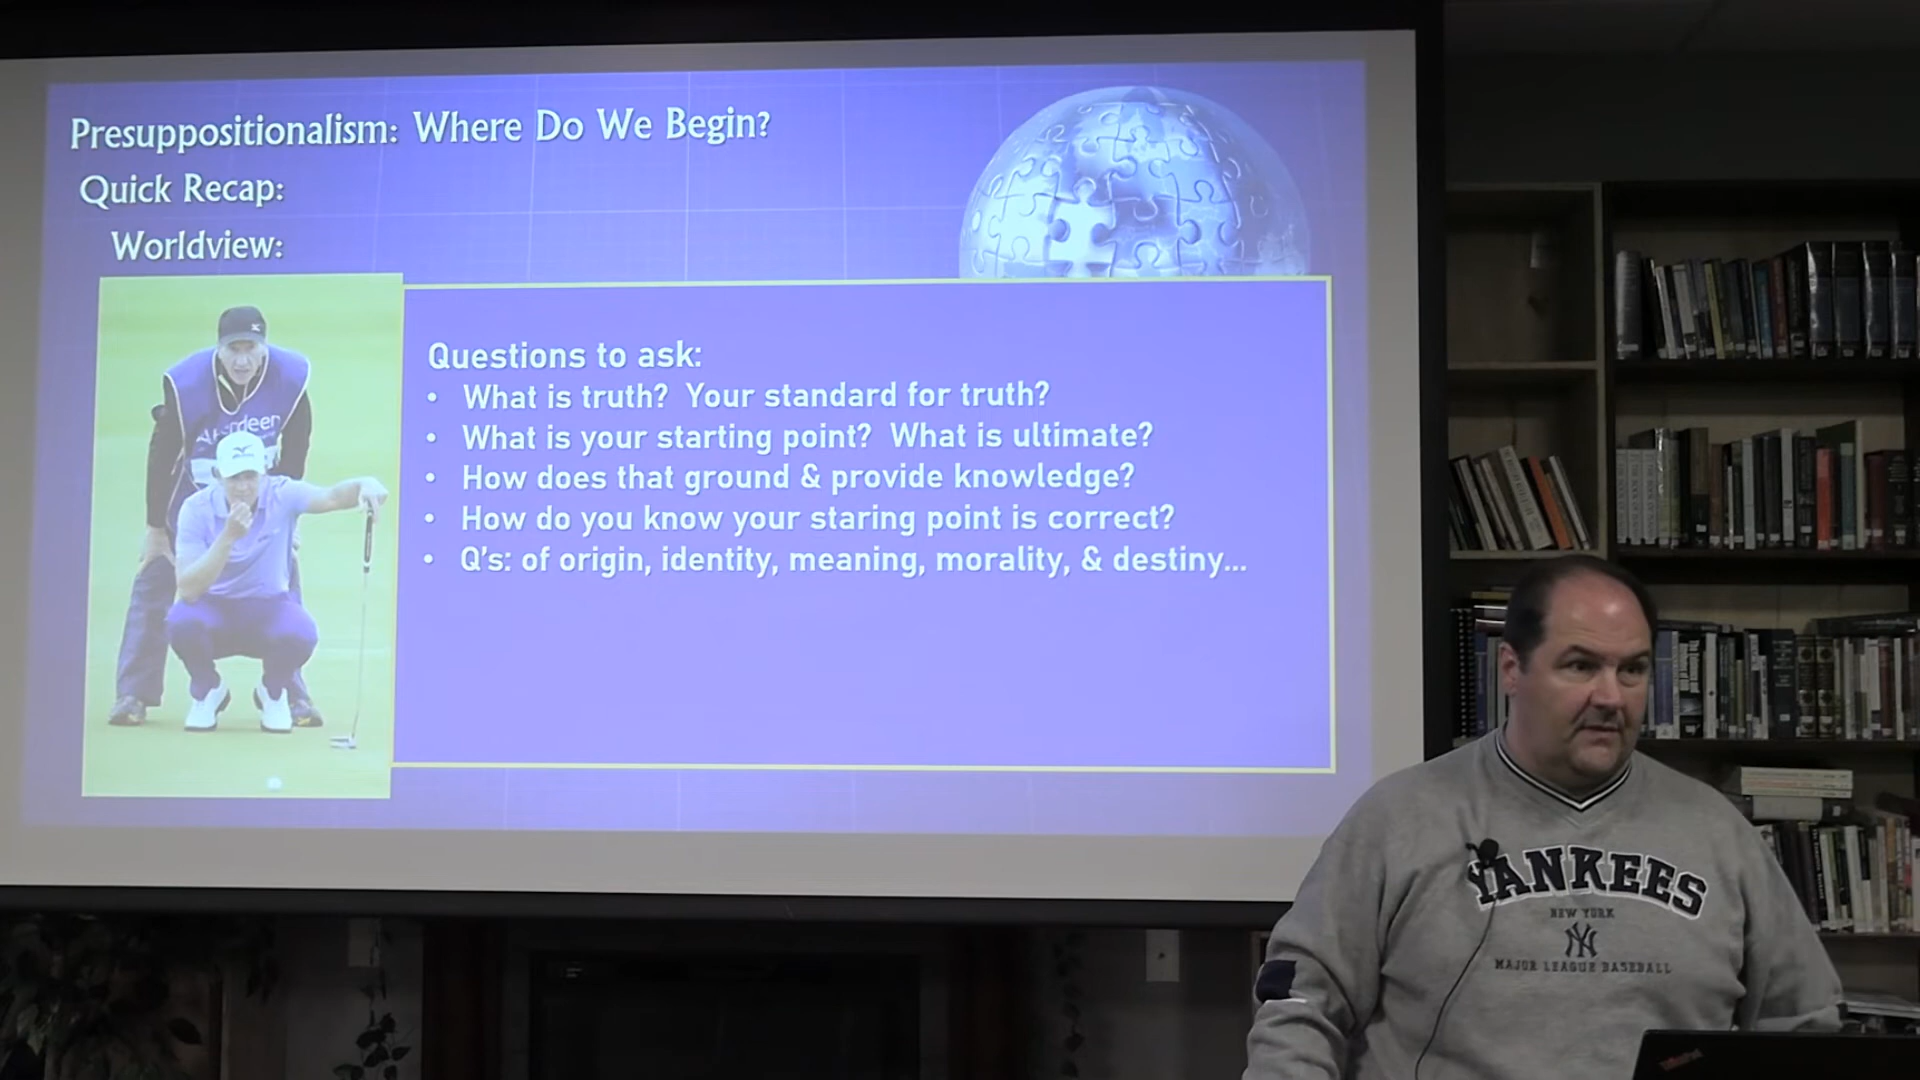 Presuppositionalism: Where Do We Begin?
Quick Recap:
Worldview:
Questions to ask:
• What is truth? Your standard for truth?
• What is your starting point? What is ultimate?
• How does that ground & provide knowledge?
• How do you know your staring point is correct?
• Q's: of origin, identity, meaning, morality, & destiny...
YANKEES
NEW YORK
NY
MAJOR LEAGUE BASEBALL
ThinkPad